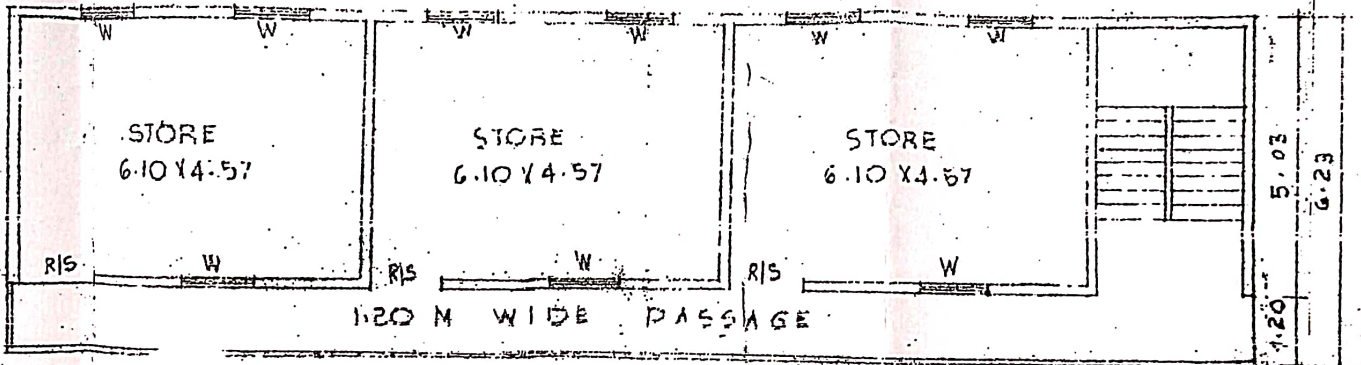 W W W W W W
STORE STORE STORE
6.10 X 4.57 6.10 X 4.57 6.10 X 4.57
5.03
6.23
R/S W R/S W R/S W
1.20 M WIDE PASSAGE
1.20